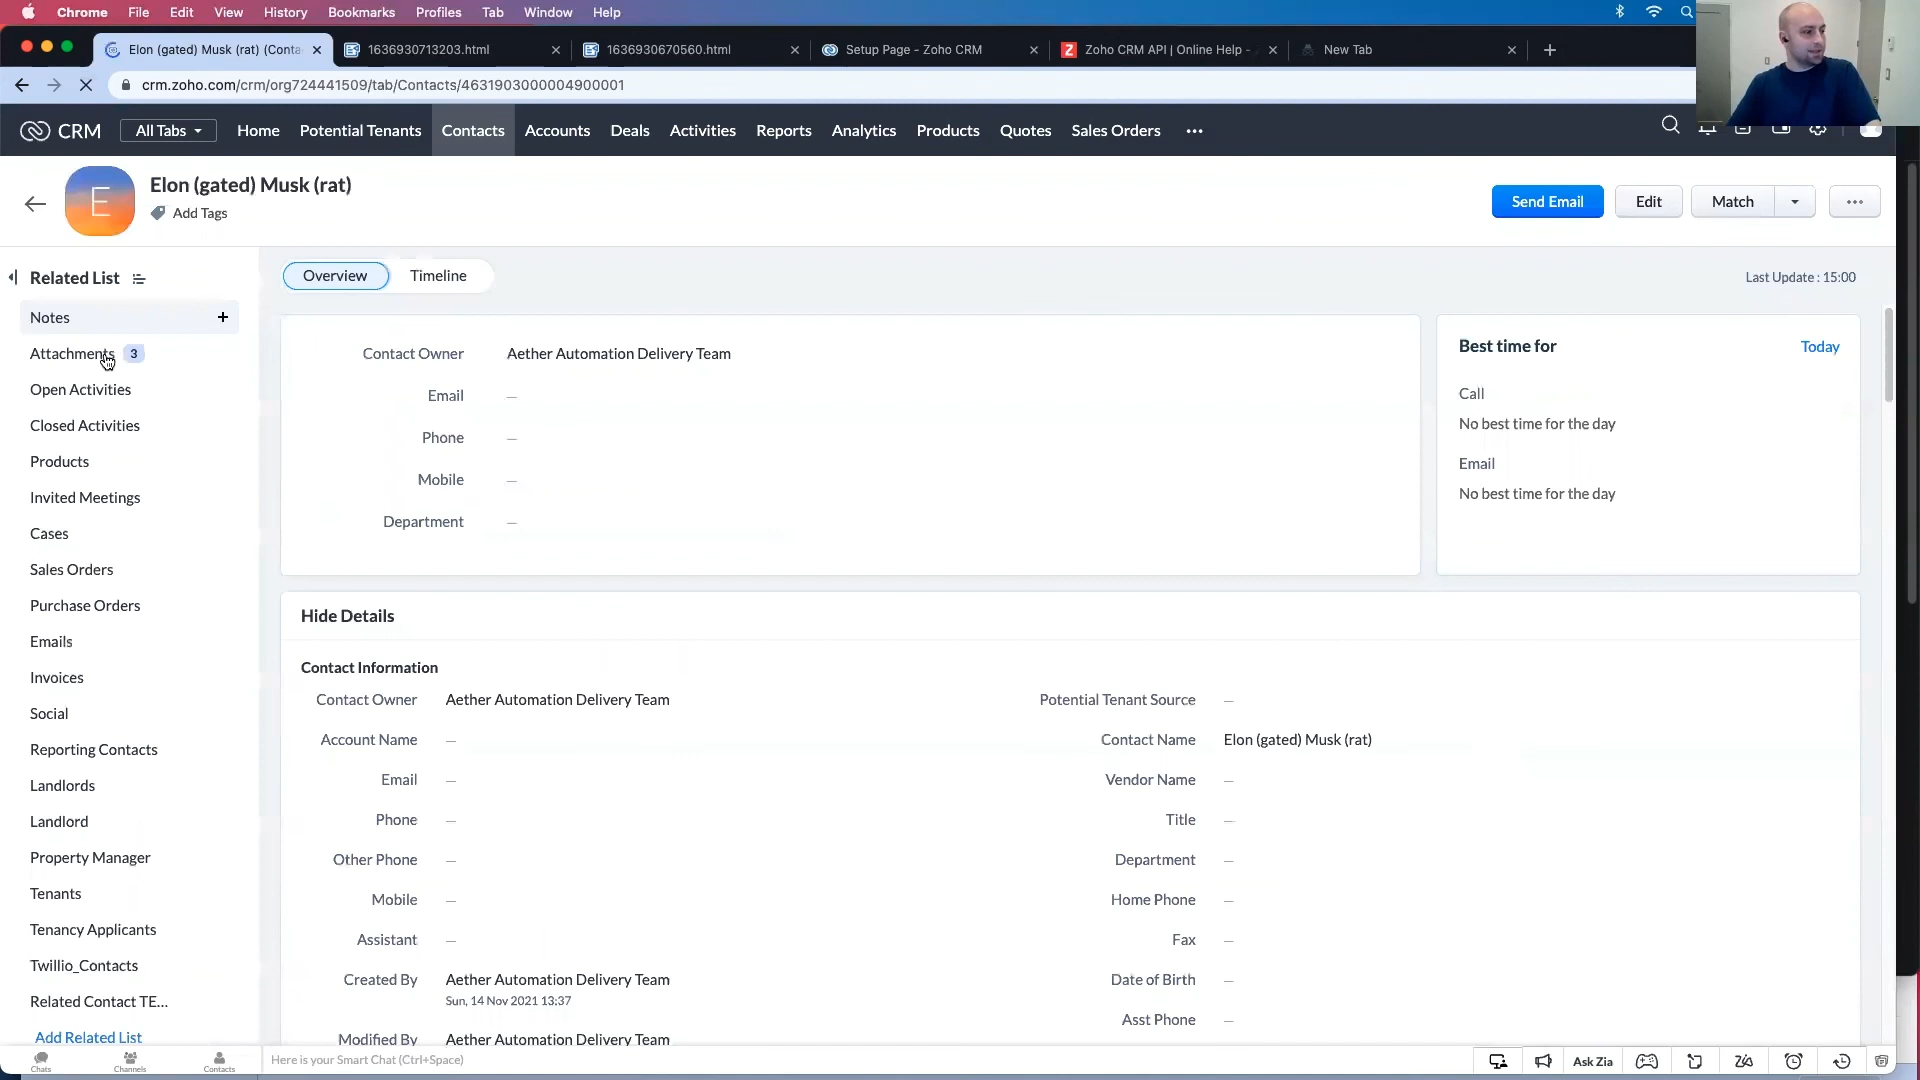 Chrome File Edit View History Bookmarks Profiles Tab Window Help
Elon (gated) Musk (rat) (Conta
1636930713203.html
1636930670560.html
Setup Page - Zoho CRM
Zoho CRM API | Online Help -
New Tab
crm.zoho.com/crm/org724441509/tab/Contacts/4631903000004900001
CRM All Tabs Home Potential Tenants Contacts Accounts Deals Activities Reports Analytics Products Quotes Sales Orders
E
Elon (gated) Musk (rat)
Add Tags
Send Email Edit Match
Related List
Overview Timeline
Last Update : 15:00
Notes
Attachments 3
Open Activities
Closed Activities
Products
Invited Meetings
Cases
Sales Orders
Purchase Orders
Emails
Invoices
Social
Reporting Contacts
Landlords
Landlord
Property Manager
Tenants
Tenancy Applicants
Twillio_Contacts
Related Contact TE...
Add Related List
Contact Owner Aether Automation Delivery Team
Email —
Phone —
Mobile —
Department —
Best time for Today
Call
No best time for the day
Email
No best time for the day
Hide Details
Contact Information
Contact Owner Aether Automation Delivery Team
Potential Tenant Source —
Account Name —
Contact Name Elon (gated) Musk (rat)
Email —
Vendor Name —
Phone —
Title —
Other Phone —
Department —
Mobile —
Home Phone —
Assistant —
Fax —
Created By Aether Automation Delivery Team
Sun, 14 Nov 2021 13:37
Date of Birth —
Asst Phone —
Modified By Aether Automation Delivery Team
Chats Channels Contacts
Here is your Smart Chat (Ctrl+Space)
Ask Zia